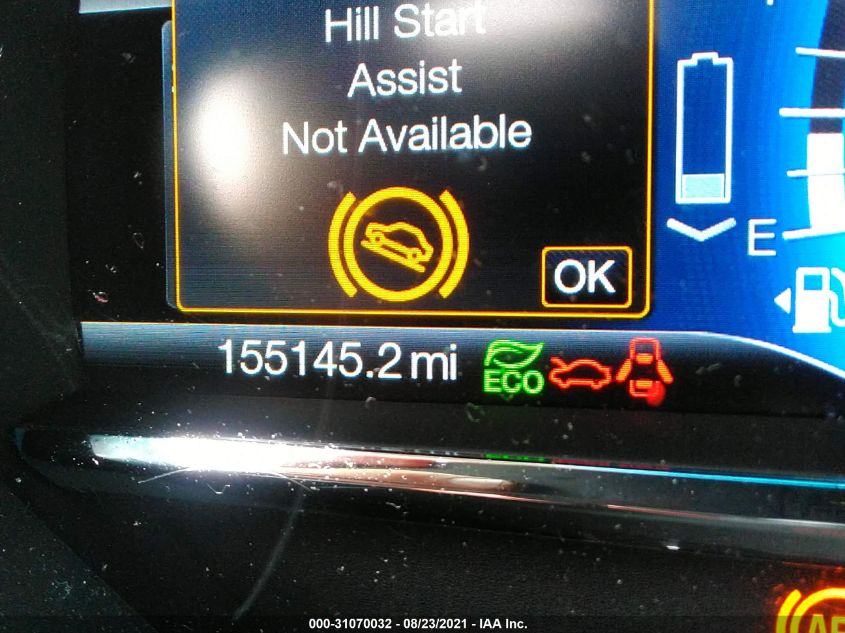 Hill Start
Assist
Not Available
OK
E
155145.2 mi
ECO
000-31070032 - 08/23/2021 - IAA Inc.